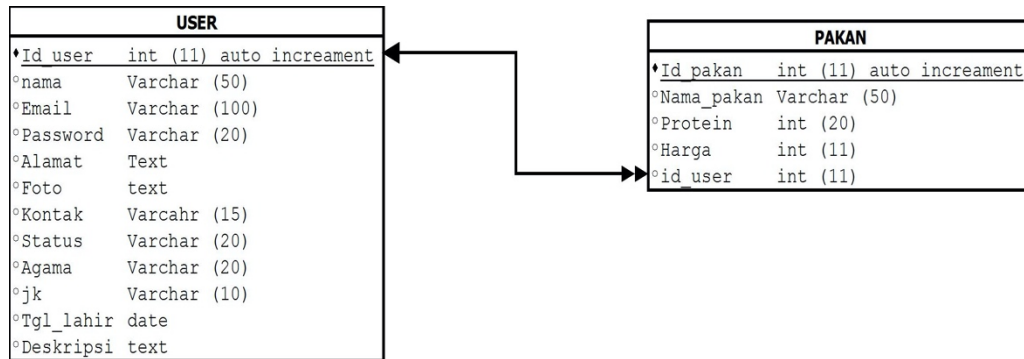 USER
Id_user int (11) auto increament
nama Varchar (50)
Email Varchar (100)
Password Varchar (20)
Alamat Text
Foto text
Kontak Varcahr (15)
Status Varchar (20)
Agama Varchar (20)
jk Varchar (10)
Tgl_lahir date
Deskripsi text
PAKAN
Id_pakan int (11) auto increament
Nama_pakan Varchar (50)
Protein int (20)
Harga int (11)
id_user int (11)